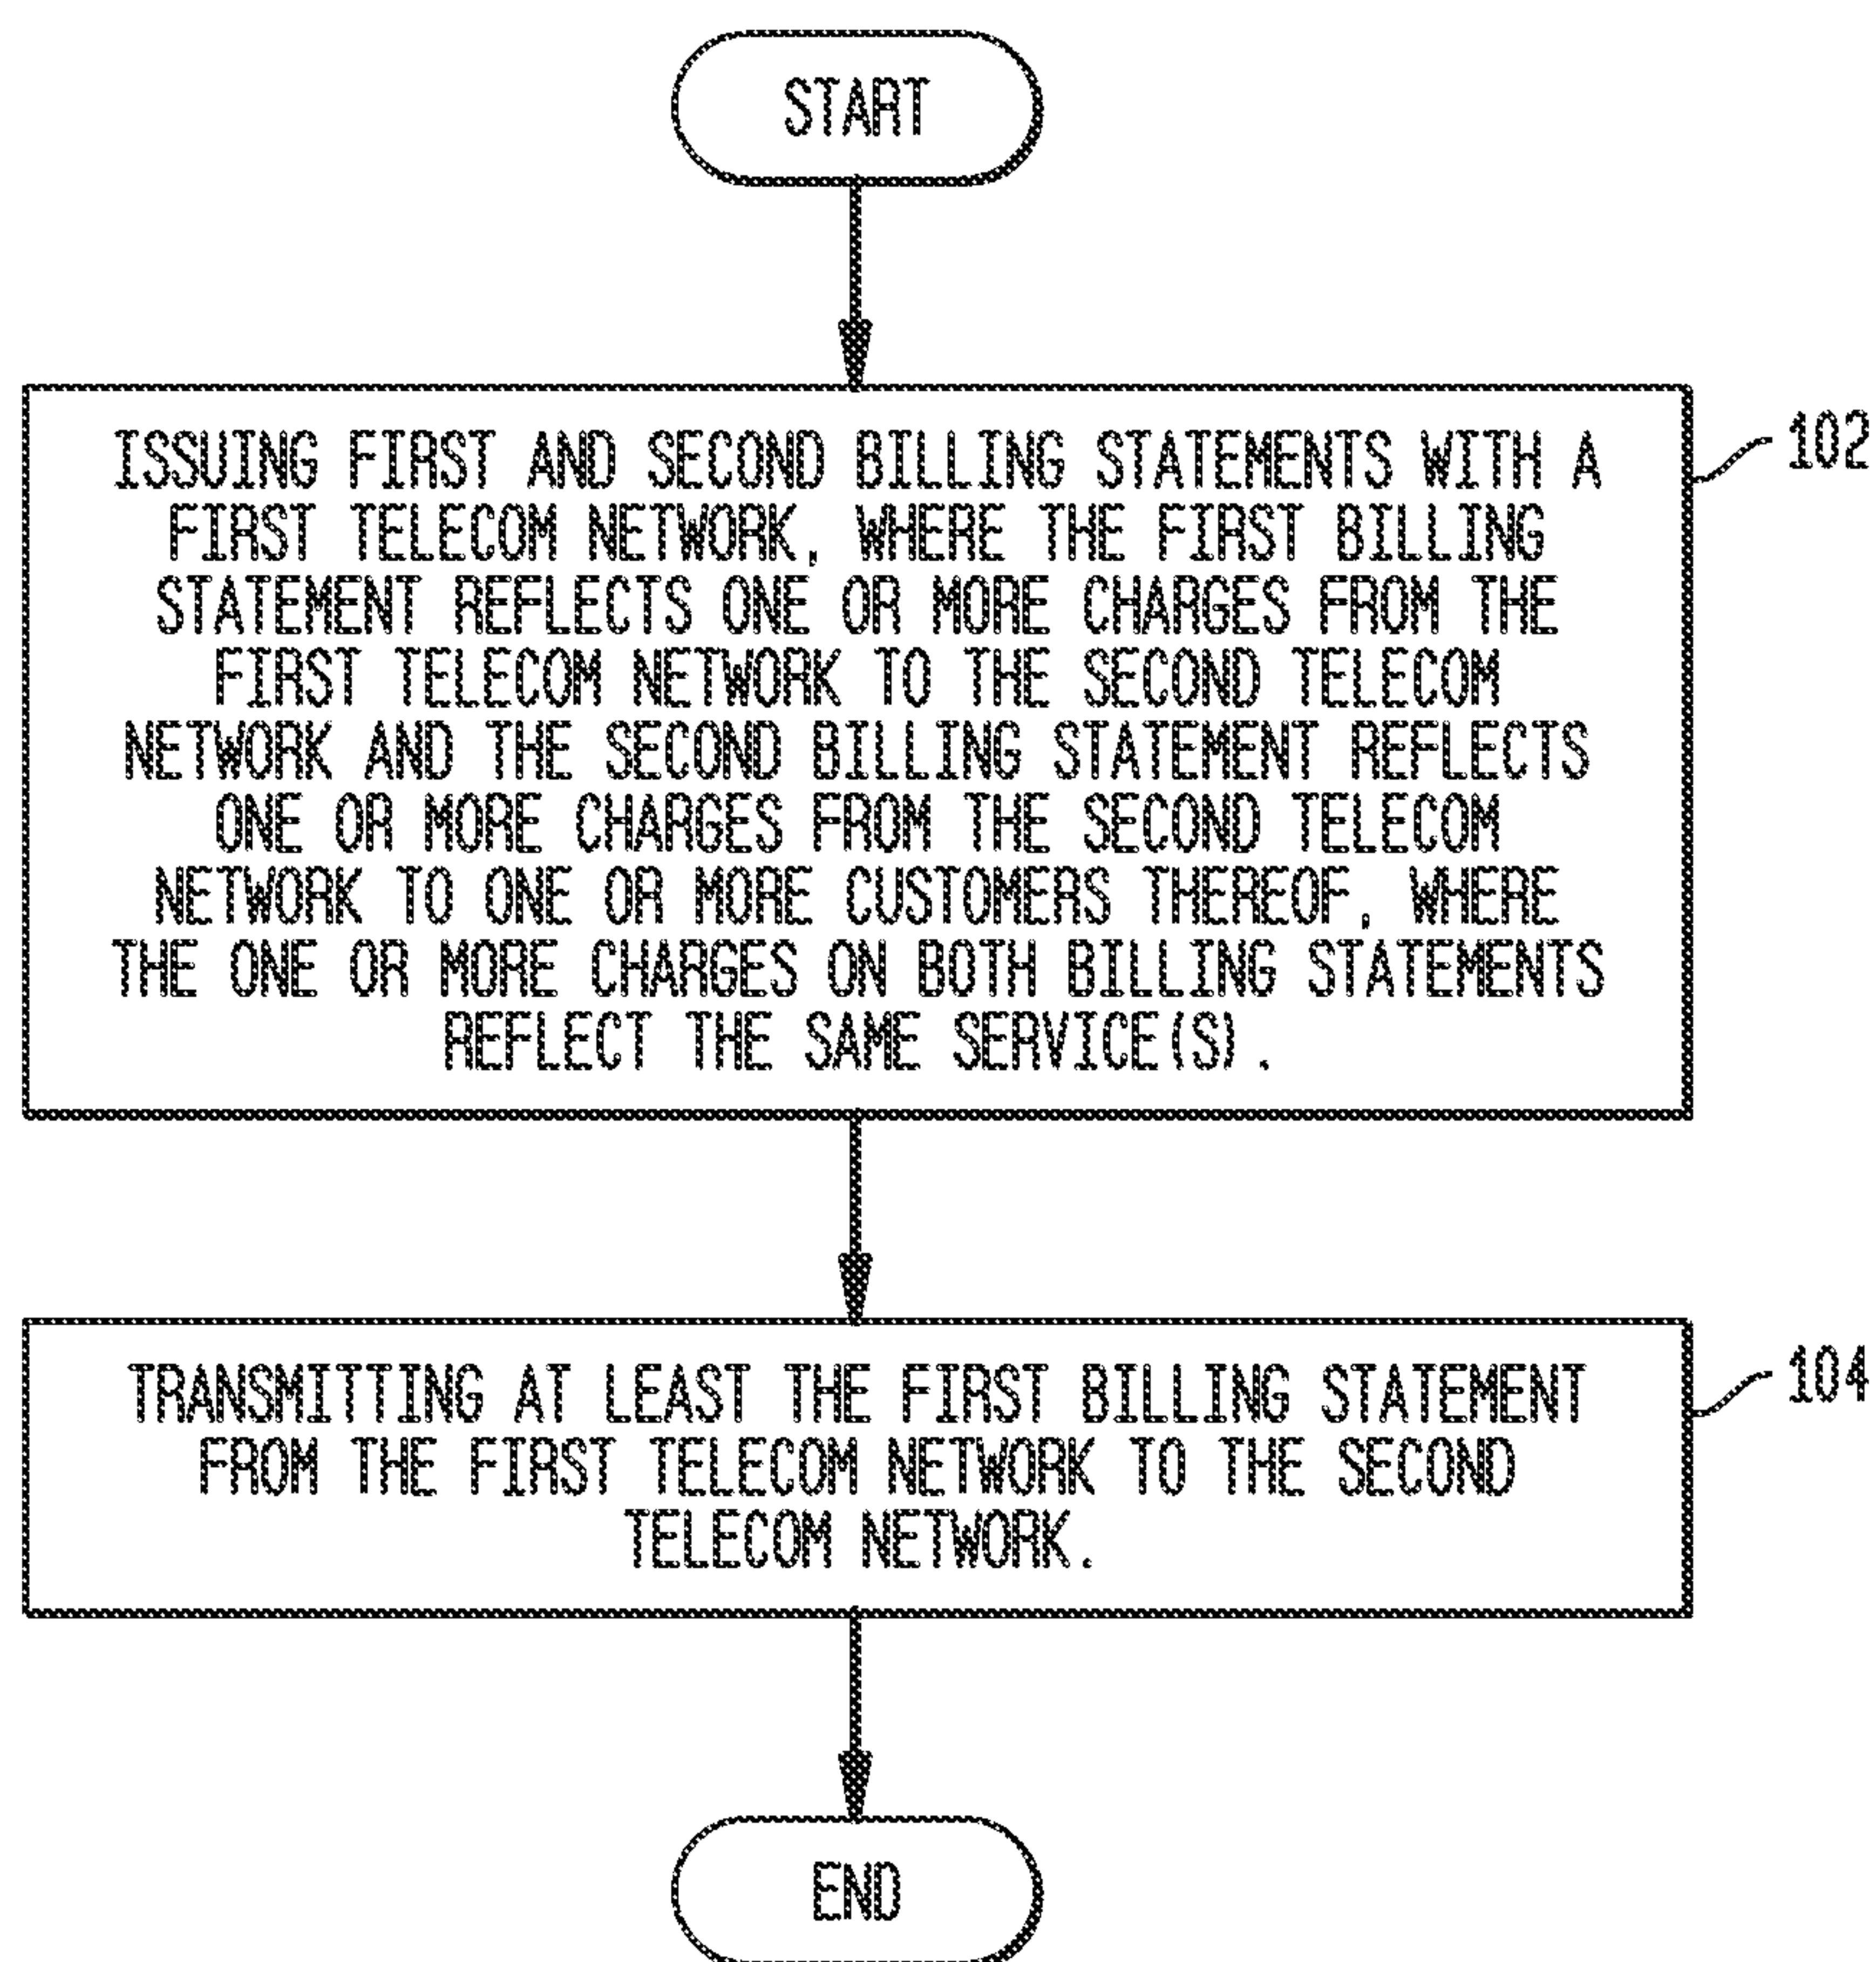 START
ISSUING FIRST AND SECOND BILLING STATEMENTS WITH A
FIRST TELECOM NETWORK, WHERE THE FIRST BILLING
STATEMENT REFLECTS ONE OR MORE CHARGES FROM THE
FIRST TELECOM NETWORK TO THE SECOND TELECOM
NETWORK AND THE SECOND BILLING STATEMENT REFLECTS
ONE OR MORE CHARGES FROM THE SECOND TELECOM
NETWORK TO ONE OR MORE CUSTOMERS THEREOF, WHERE
THE ONE OR MORE CHARGES ON BOTH BILLING STATEMENTS
REFLECT THE SAME SERVICE(S).
102
TRANSMITTING AT LEAST THE FIRST BILLING STATEMENT
FROM THE FIRST TELECOM NETWORK TO THE SECOND
TELECOM NETWORK.
104
END